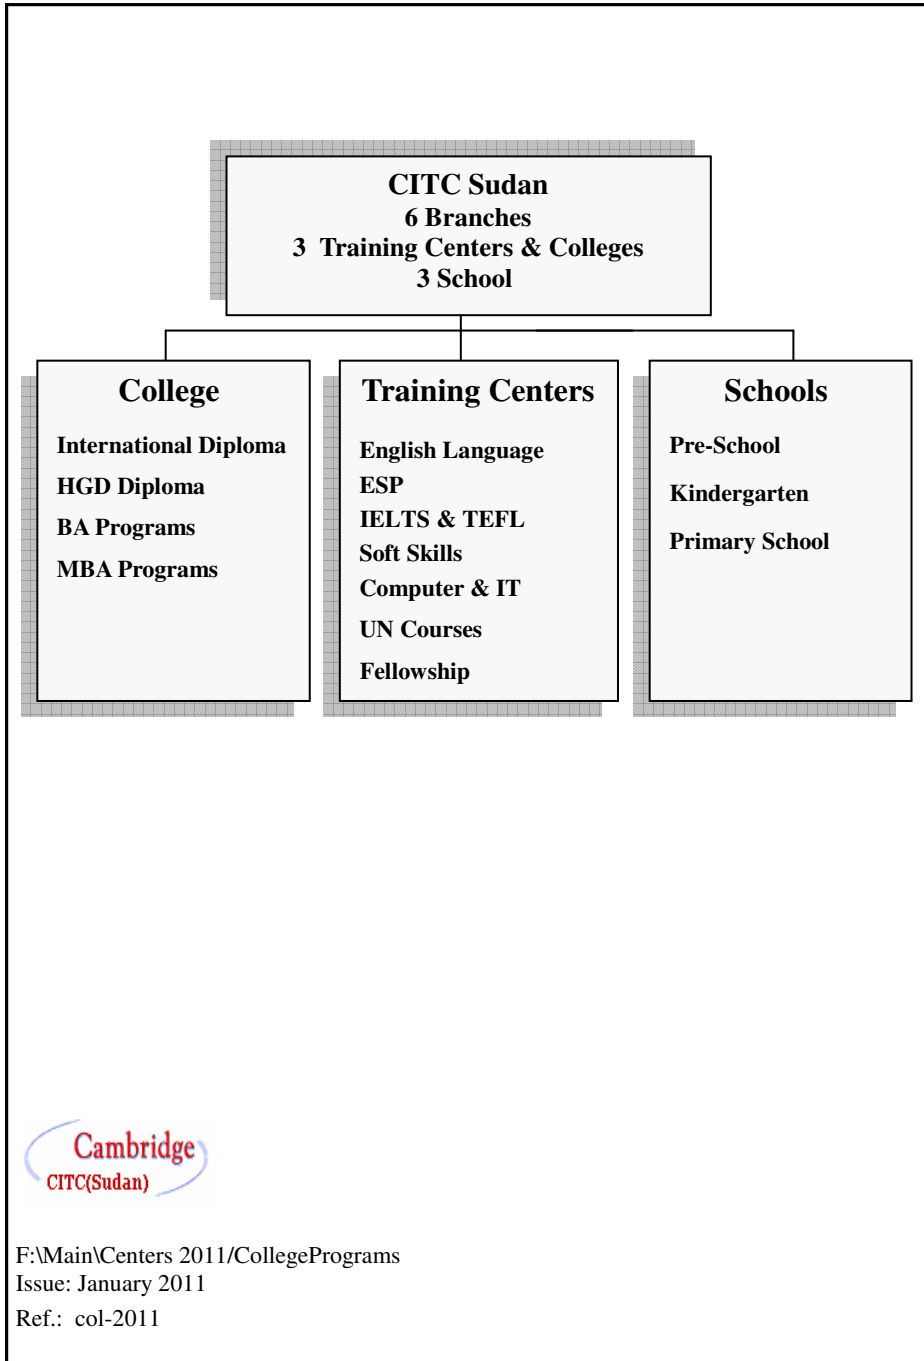 CITC Sudan
6 Branches
3 Training Centers & Colleges
3 School
College
International Diploma
HGD Diploma
BA Programs
MBA Programs
Training Centers
English Language
ESP
IELTS & TEFL
Soft Skills
Computer & IT
UN Courses
Fellowship
Schools
Pre-School
Kindergarten
Primary School
Cambridge
CITC(Sudan)
F:\Main\Centers 2011/CollegePrograms
Issue: January 2011
Ref.: col-2011